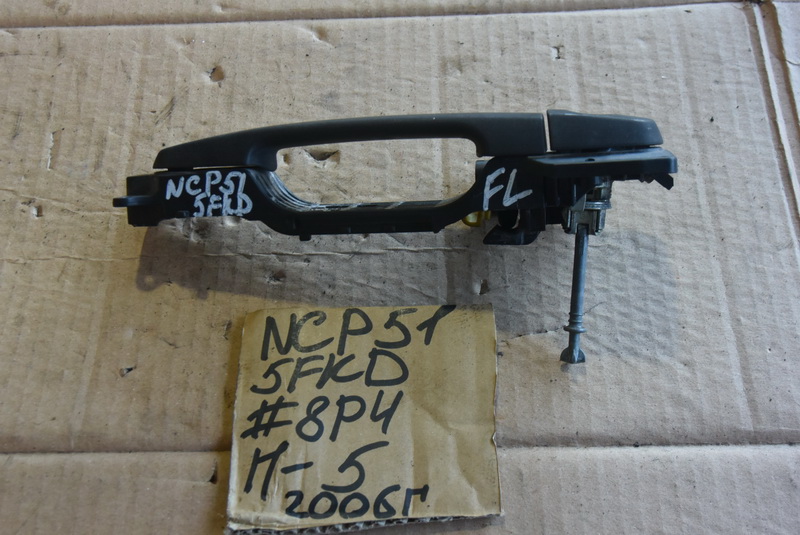 NCP51
5FKD
FL
NCP51
5FKD
#8P4
П-5
2006г